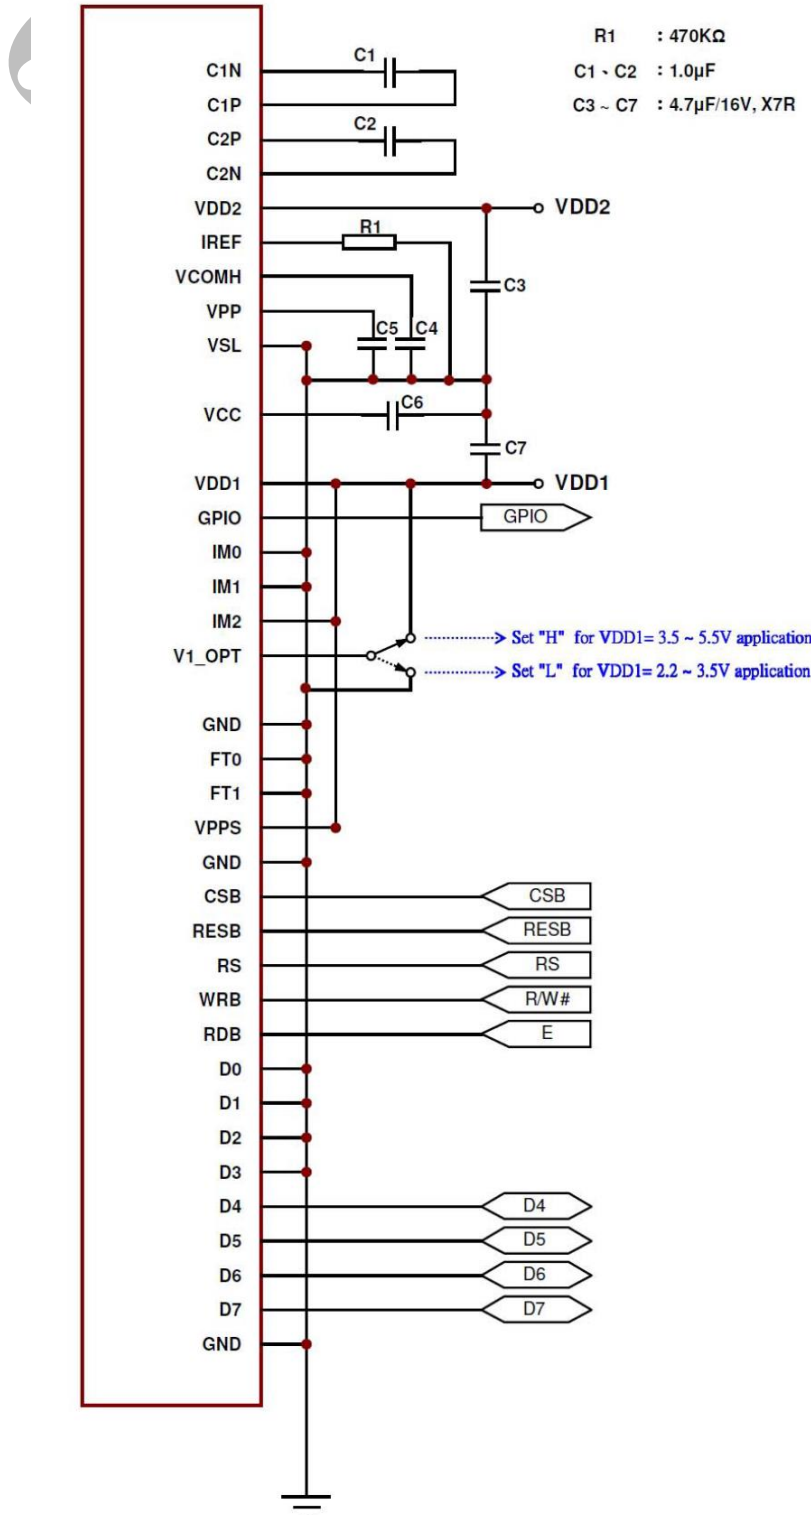 R1 : 470KΩ
C1、C2 : 1.0μF
C3 ~ C7 : 4.7μF/16V, X7R
C1N C1
C1P
C2P C2
C2N
VDD2 VDD2
IREF R1
VCOMH C3
VPP
C5 C4
VSL
VCC C6
C7
VDD1 VDD1
GPIO GPIO
IM0
IM1
IM2 Set "H" for VDD1= 3.5 ~ 5.5V application
V1_OPT
Set "L" for VDD1= 2.2 ~ 3.5V application
GND
FT0
FT1
VPPS
GND
CSB CSB
RESB RESB
RS RS
WRB R/W#
RDB E
D0
D1
D2
D3
D4 D4
D5 D5
D6 D6
D7 D7
GND